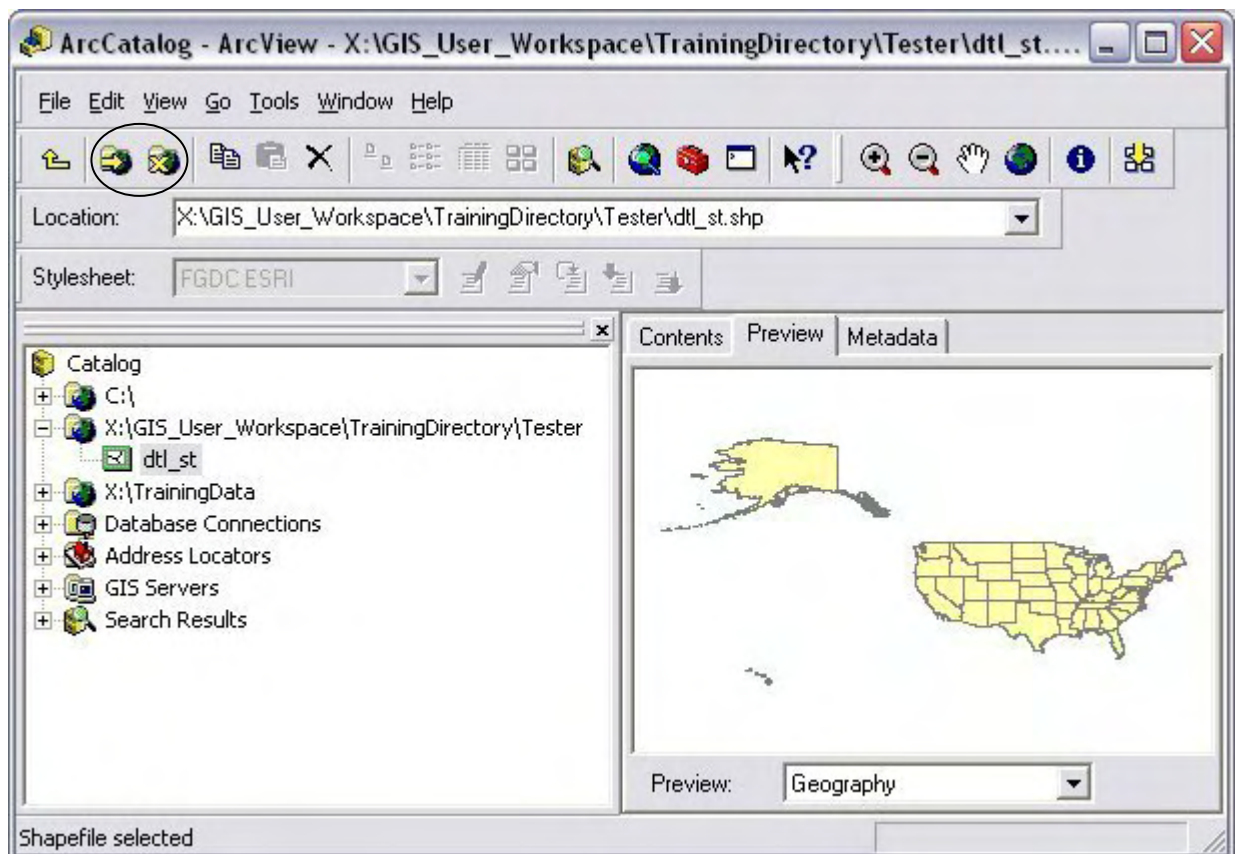 ArcCatalog - ArcView - X:\GIS_User_Workspace\TrainingDirectory\Tester\dtl_st....
File Edit View Go Tools Window Help
Location: X:\GIS_User_Workspace\TrainingDirectory\Tester\dtl_st.shp
Stylesheet: FGDC ESRI
Contents Preview Metadata
Catalog
C:\
X:\GIS_User_Workspace\TrainingDirectory\Tester
dtl_st
X:\TrainingData
Database Connections
Address Locators
GIS Servers
Search Results
Preview: Geography
Shapefile selected